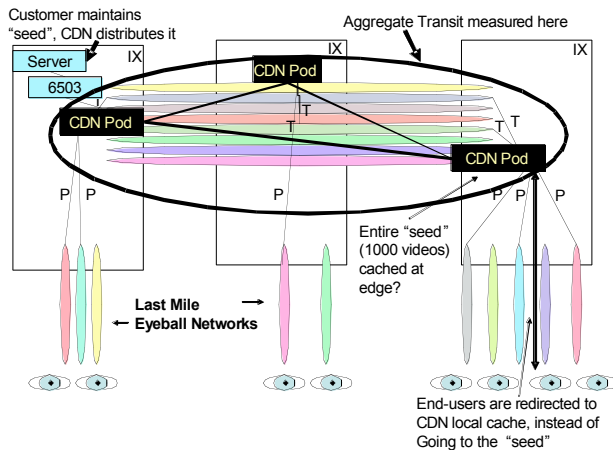 Customer maintains
“seed”, CDN distributes it
Aggregate Transit measured here
IX
IX
IX
Server
6503
CDN Pod
CDN Pod
CDN Pod
T
T
T
T
T
P
P
P
P
P
P
Entire “seed”
(1000 videos)
cached at
edge?
Last Mile
Eyeball Networks
End-users are redirected to
CDN local cache, instead of
Going to the “seed”